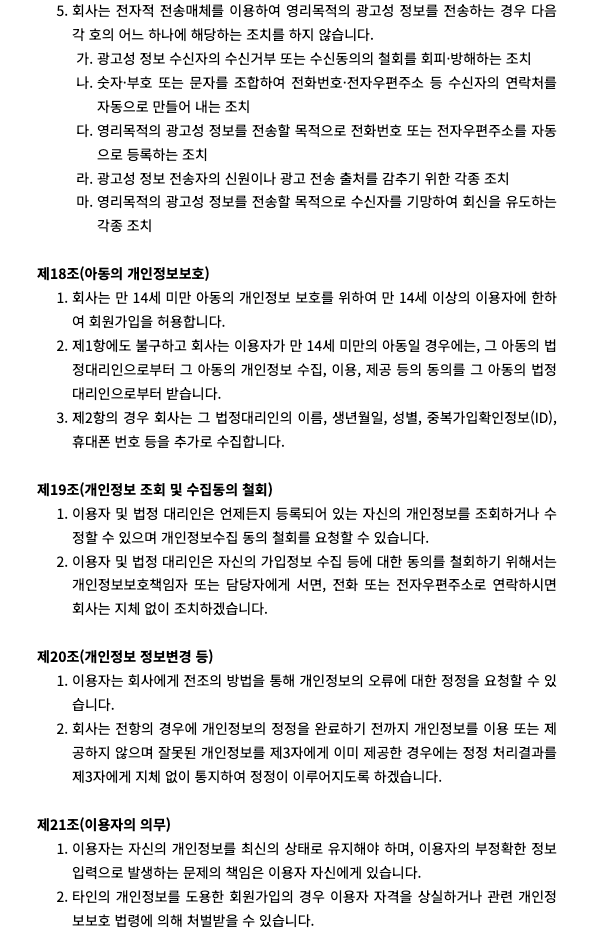 5. 회사는 전자적 전송매체를 이용하여 영리목적의 광고성 정보를 전송하는 경우 다음
각 호의 어느 하나에 해당하는 조치를 하지 않습니다.
가. 광고성 정보 수신자의 수신거부 또는 수신동의의 철회를 회피·방해하는 조치
나. 숫자·부호 또는 문자를 조합하여 전화번호·전자우편주소 등 수신자의 연락처를
자동으로 만들어 내는 조치
다. 영리목적의 광고성 정보를 전송할 목적으로 전화번호 또는 전자우편주소를 자동
으로 등록하는 조치
라. 광고성 정보 전송자의 신원이나 광고 전송 출처를 감추기 위한 각종 조치
마. 영리목적의 광고성 정보를 전송할 목적으로 수신자를 기망하여 회신을 유도하는
각종 조치
제18조(아동의 개인정보보호)
1. 회사는 만 14세 미만 아동의 개인정보 보호를 위하여 만 14세 이상의 이용자에 한하
여 회원가입을 허용합니다.
2. 제1항에도 불구하고 회사는 이용자가 만 14세 미만의 아동일 경우에는, 그 아동의 법
정대리인으로부터 그 아동의 개인정보 수집, 이용, 제공 등의 동의를 그 아동의 법정
대리인으로부터 받습니다.
3. 제2항의 경우 회사는 그 법정대리인의 이름, 생년월일, 성별, 중복가입확인정보(ID),
휴대폰 번호 등을 추가로 수집합니다.
제19조(개인정보 조회 및 수집동의 철회)
1. 이용자 및 법정 대리인은 언제든지 등록되어 있는 자신의 개인정보를 조회하거나 수
정할 수 있으며 개인정보수집 동의 철회를 요청할 수 있습니다.
2. 이용자 및 법정 대리인은 자신의 가입정보 수집 등에 대한 동의를 철회하기 위해서는
개인정보보호책임자 또는 담당자에게 서면, 전화 또는 전자우편주소로 연락하시면
회사는 지체 없이 조치하겠습니다.
제20조(개인정보 정보변경 등)
1. 이용자는 회사에게 전조의 방법을 통해 개인정보의 오류에 대한 정정을 요청할 수 있
습니다.
2. 회사는 전항의 경우에 개인정보의 정정을 완료하기 전까지 개인정보를 이용 또는 제
공하지 않으며 잘못된 개인정보를 제3자에게 이미 제공한 경우에는 정정 처리결과를
제3자에게 지체 없이 통지하여 정정이 이루어지도록 하겠습니다.
제21조(이용자의 의무)
1. 이용자는 자신의 개인정보를 최신의 상태로 유지해야 하며, 이용자의 부정확한 정보
입력으로 발생하는 문제의 책임은 이용자 자신에게 있습니다.
2. 타인의 개인정보를 도용한 회원가입의 경우 이용자 자격을 상실하거나 관련 개인정
보보호 법령에 의해 처벌받을 수 있습니다.